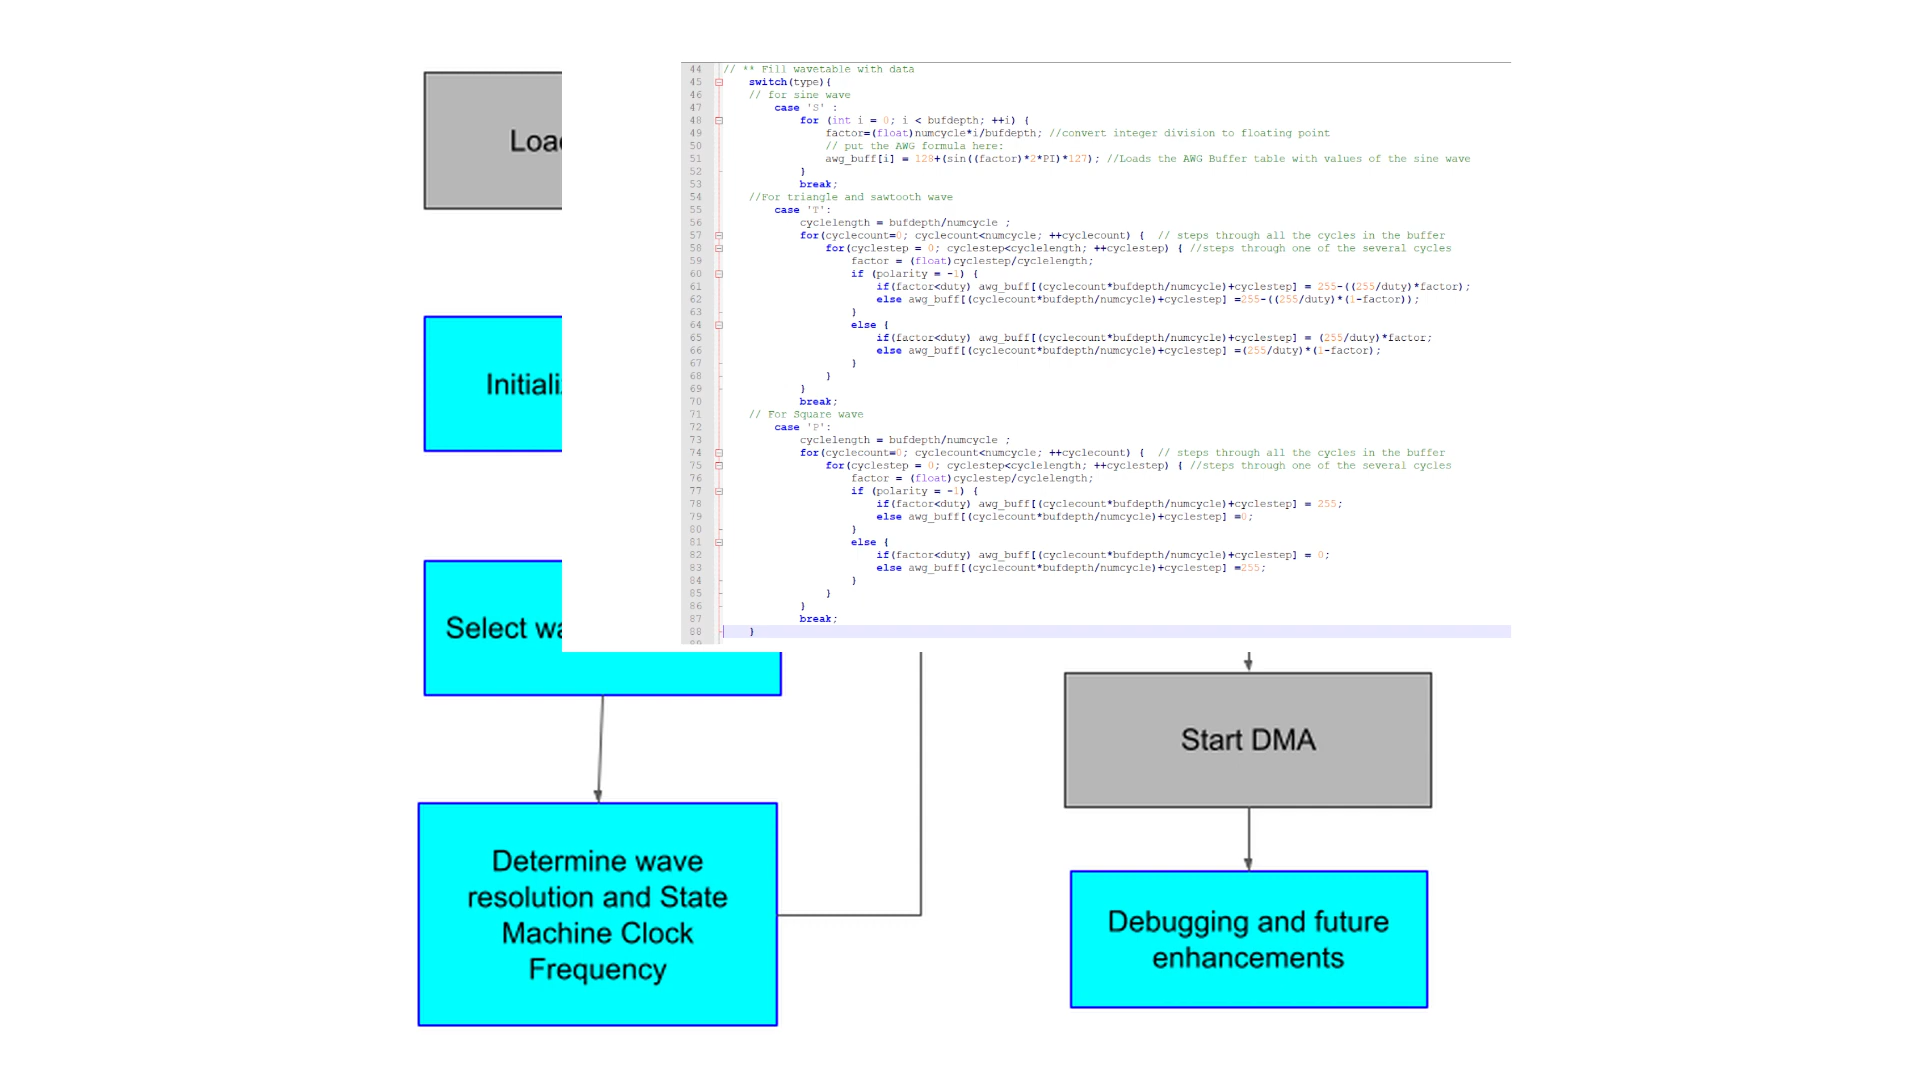 44 // ** Fill wavetable with data
45 switch(type){
46 // for sine wave
47 case 'S' :
48 for (int i = 0; i < bufdepth; ++i) {
49 factor=(float)numcycle*i/bufdepth; //convert integer division to floating point
50 // put the AWG formula here:
51 awg_buff[i] = 128+(sin((factor)*2*PI)*127); //Loads the AWG Buffer table with values of the sine wave
52 }
53 break;
54 //For triangle and sawtooth wave
55 case 'T':
56 cyclelength = bufdepth/numcycle ;
57 for(cyclecount=0; cyclecount<numcycle; ++cyclecount) { // steps through all the cycles in the buffer
58 for(cyclestep = 0; cyclestep<cyclelength; ++cyclestep) { //steps through one of the several cycles
59 factor = (float)cyclestep/cyclelength;
60 if (polarity = -1) {
61 if(factor<duty) awg_buff[(cyclecount*bufdepth/numcycle)+cyclestep] = 255-((255/duty)*factor);
62 else awg_buff[(cyclecount*bufdepth/numcycle)+cyclestep] =255-((255/duty)*(1-factor));
63 }
64 else {
65 if(factor<duty) awg_buff[(cyclecount*bufdepth/numcycle)+cyclestep] = (255/duty)*factor;
66 else awg_buff[(cyclecount*bufdepth/numcycle)+cyclestep] =(255/duty)*(1-factor);
67 }
68 }
69 }
70 break;
71 // For Square wave
72 case 'P':
73 cyclelength = bufdepth/numcycle ;
74 for(cyclecount=0; cyclecount<numcycle; ++cyclecount) { // steps through all the cycles in the buffer
75 for(cyclestep = 0; cyclestep<cyclelength; ++cyclestep) { //steps through one of the several cycles
76 factor = (float)cyclestep/cyclelength;
77 if (polarity = -1) {
78 if(factor<duty) awg_buff[(cyclecount*bufdepth/numcycle)+cyclestep] = 255;
79 else awg_buff[(cyclecount*bufdepth/numcycle)+cyclestep] =0;
80 }
81 else {
82 if(factor<duty) awg_buff[(cyclecount*bufdepth/numcycle)+cyclestep] = 0;
83 else awg_buff[(cyclecount*bufdepth/numcycle)+cyclestep] =255;
84 }
85 }
86 }
87 break;
88 }
Select
Determine wave
resolution and State
Machine Clock
Frequency
Start DMA
Debugging and future
enhancements